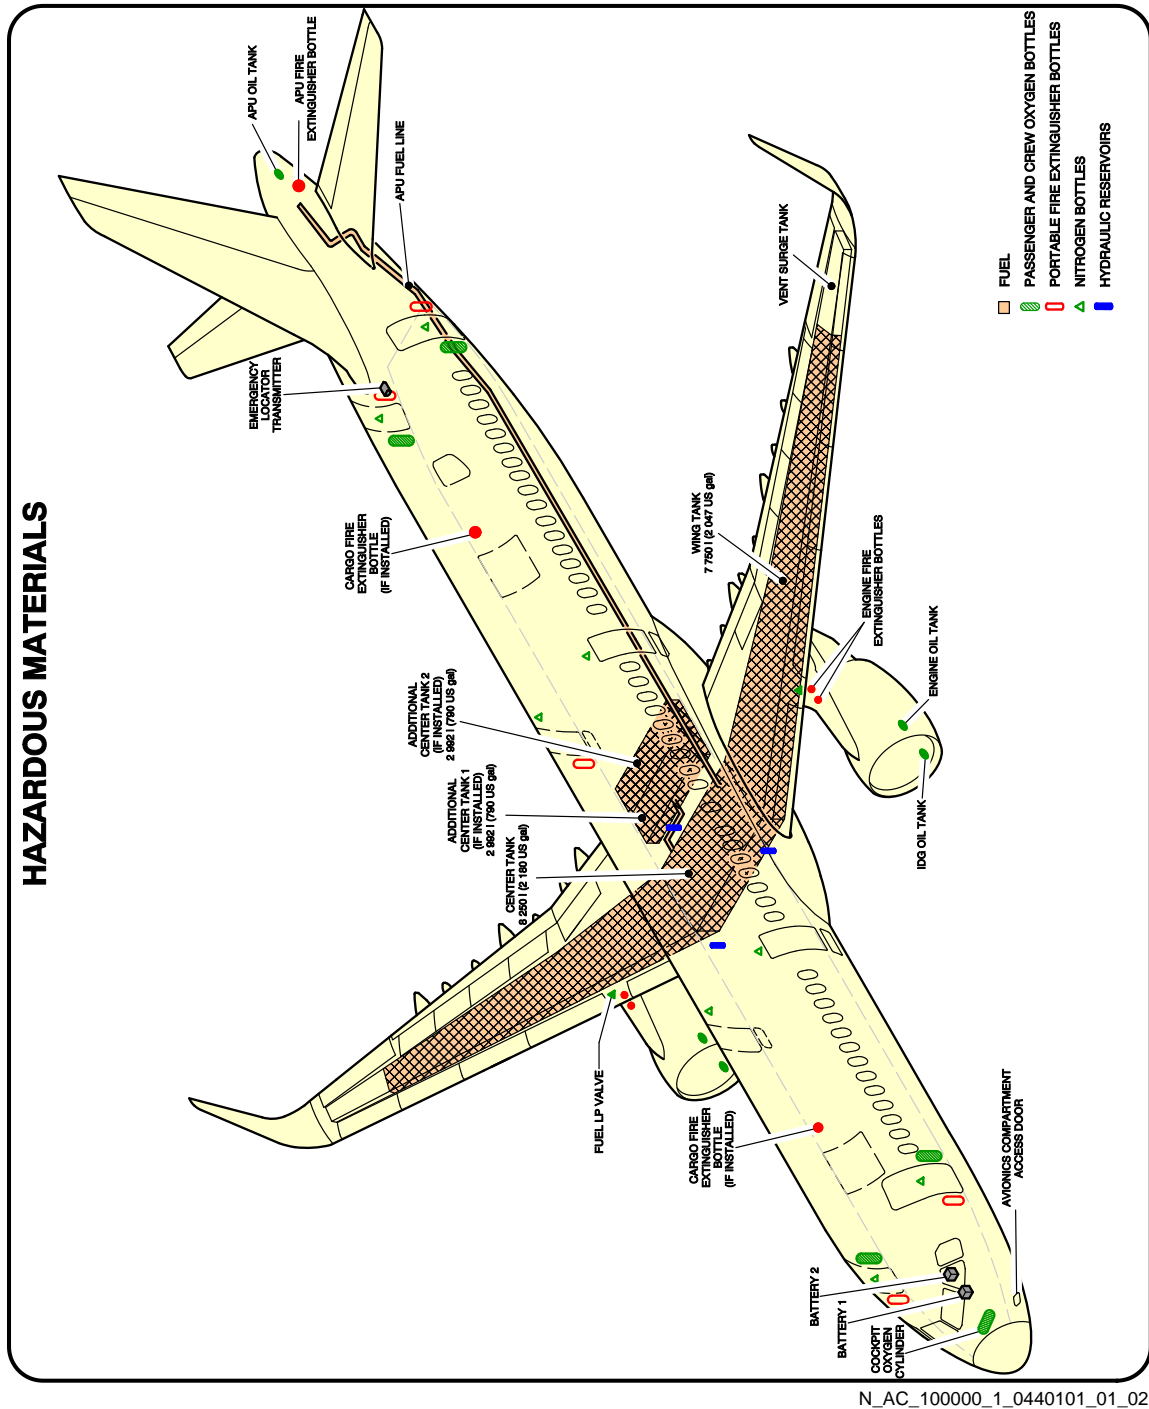 HAZARDOUS MATERIALS
APU OIL TANK
APU FIRE
EXTINGUISHER BOTTLE
APU FUEL LINE
EMERGENCY
LOCATOR
TRANSMITTER
CARGO FIRE
EXTINGUISHER
BOTTLE
(IF INSTALLED)
ADDITIONAL
CENTER TANK 2
(IF INSTALLED)
2 992 l (790 US gal)
ADDITIONAL
CENTER TANK 1
(IF INSTALLED)
2 992 l (790 US gal)
CENTER TANK
8 250 l (2 180 US gal)
FUEL LP VALVE
CARGO FIRE
EXTINGUISHER
BOTTLE
(IF INSTALLED)
BATTERY 2
BATTERY 1
COCKPIT
OXYGEN
CYLINDER
AVIONICS COMPARTMENT
ACCESS DOOR
IDG OIL TANK
ENGINE OIL TANK
ENGINE FIRE
EXTINGUISHER BOTTLES
WING TANK
7 750 l (2 047 US gal)
VENT SURGE TANK
FUEL
PASSENGER AND CREW OXYGEN BOTTLES
PORTABLE FIRE EXTINGUISHER BOTTLES
NITROGEN BOTTLES
HYDRAULIC RESERVOIRS
N_AC_100000_1_0440101_01_02